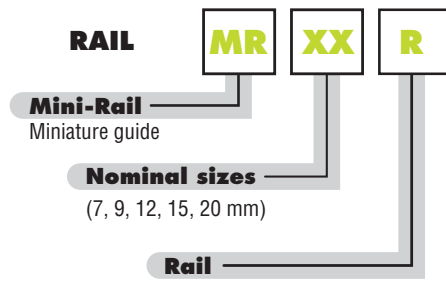 RAIL MR XX R
Mini-Rail
Miniature guide
Nominal sizes
(7, 9, 12, 15, 20 mm)
Rail